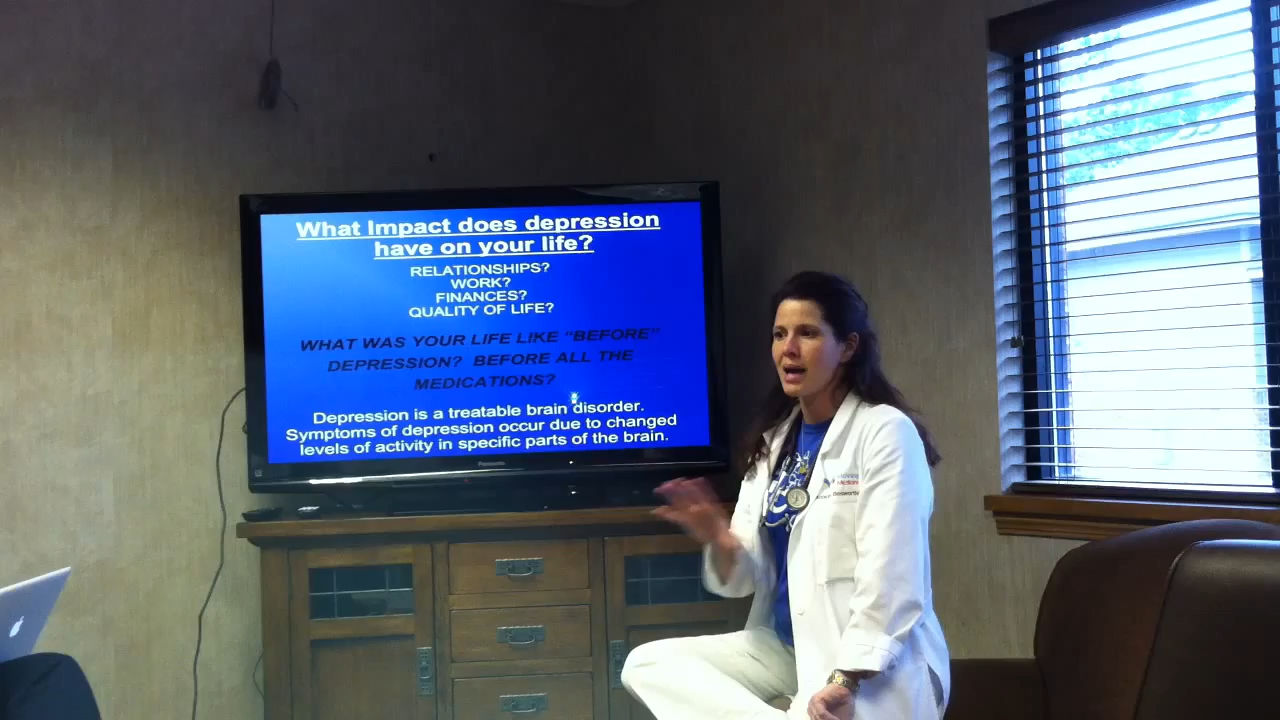 What Impact does depression
have on your life?
RELATIONSHIPS?
WORK?
FINANCES?
QUALITY OF LIFE?
WHAT WAS YOUR LIFE LIKE “BEFORE”
DEPRESSION? BEFORE ALL THE
MEDICATIONS?
Depression is a treatable brain disorder.
Symptoms of depression occur due to changed
levels of activity in specific parts of the brain.
Panasonic